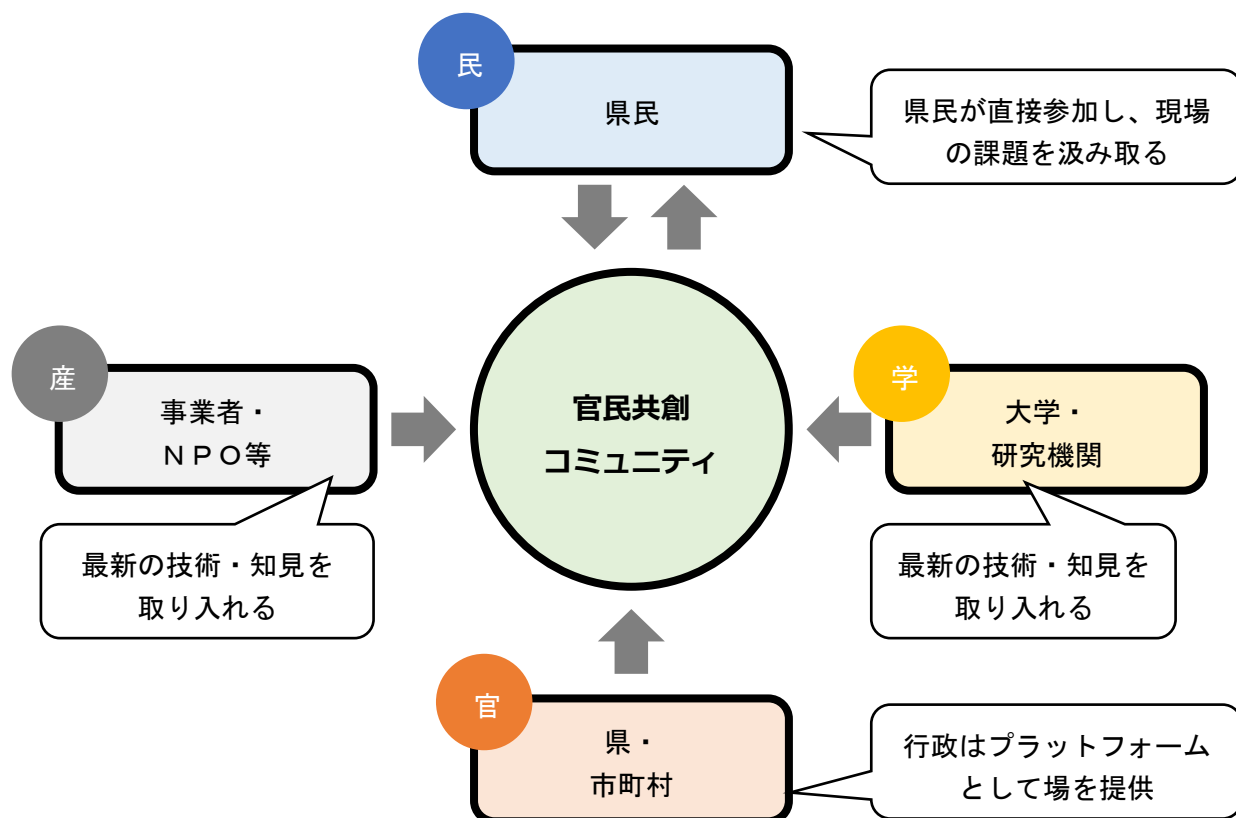 民
県民
県民が直接参加し、現場
の課題を汲み取る
産
事業者・
ＮＰＯ等
最新の技術・知見を
取り入れる
官民共創
コミュニティ
学
大学・
研究機関
最新の技術・知見を
取り入れる
官
県・
市町村
行政はプラットフォーム
として場を提供